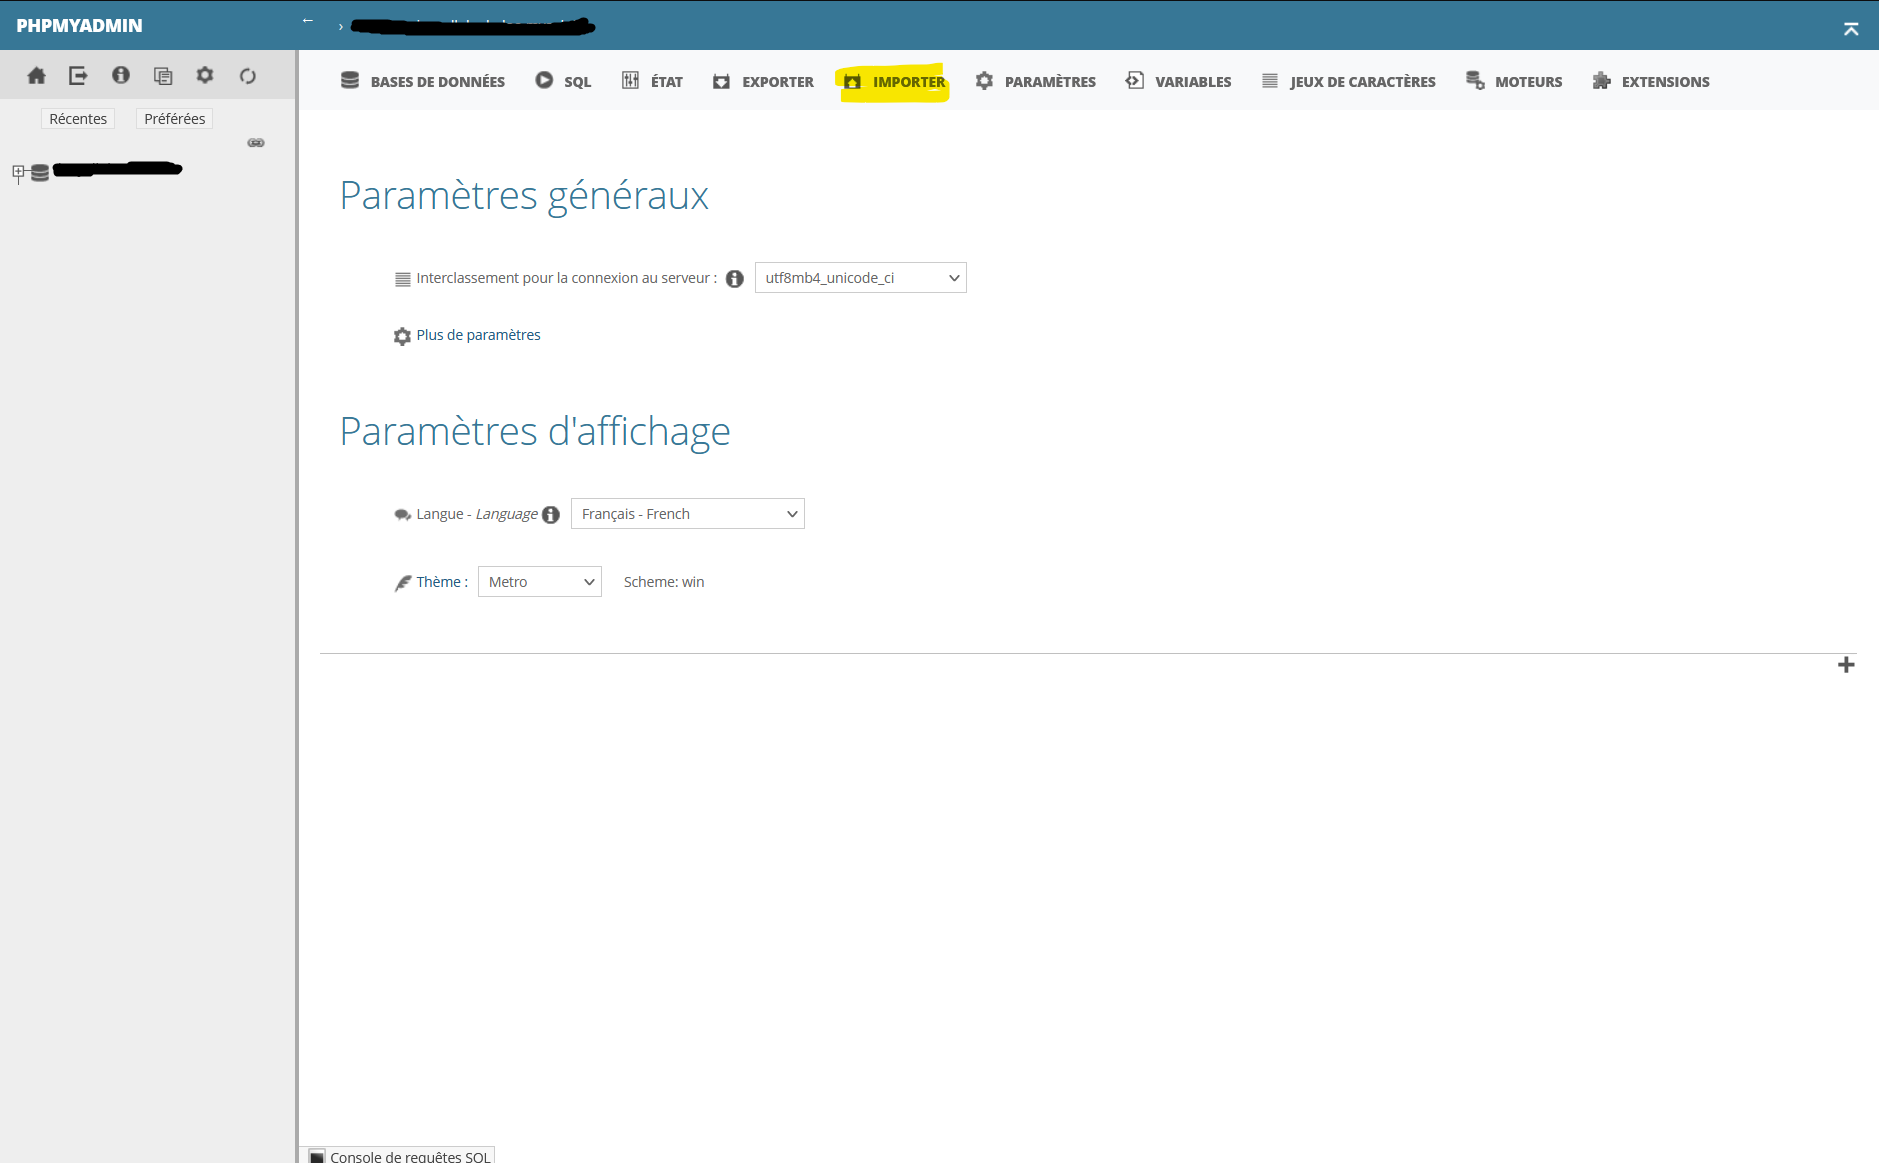 PHPMYADMIN
← ›
BASES DE DONNÉES SQL ÉTAT EXPORTER IMPORTER PARAMÈTRES VARIABLES JEUX DE CARACTÈRES MOTEURS EXTENSIONS
Récentes Préférées
Paramètres généraux
Interclassement pour la connexion au serveur : utf8mb4_unicode_ci
Plus de paramètres
Paramètres d'affichage
Langue - Language Français - French
Thème : Metro Scheme: win
Console de requêtes SQL